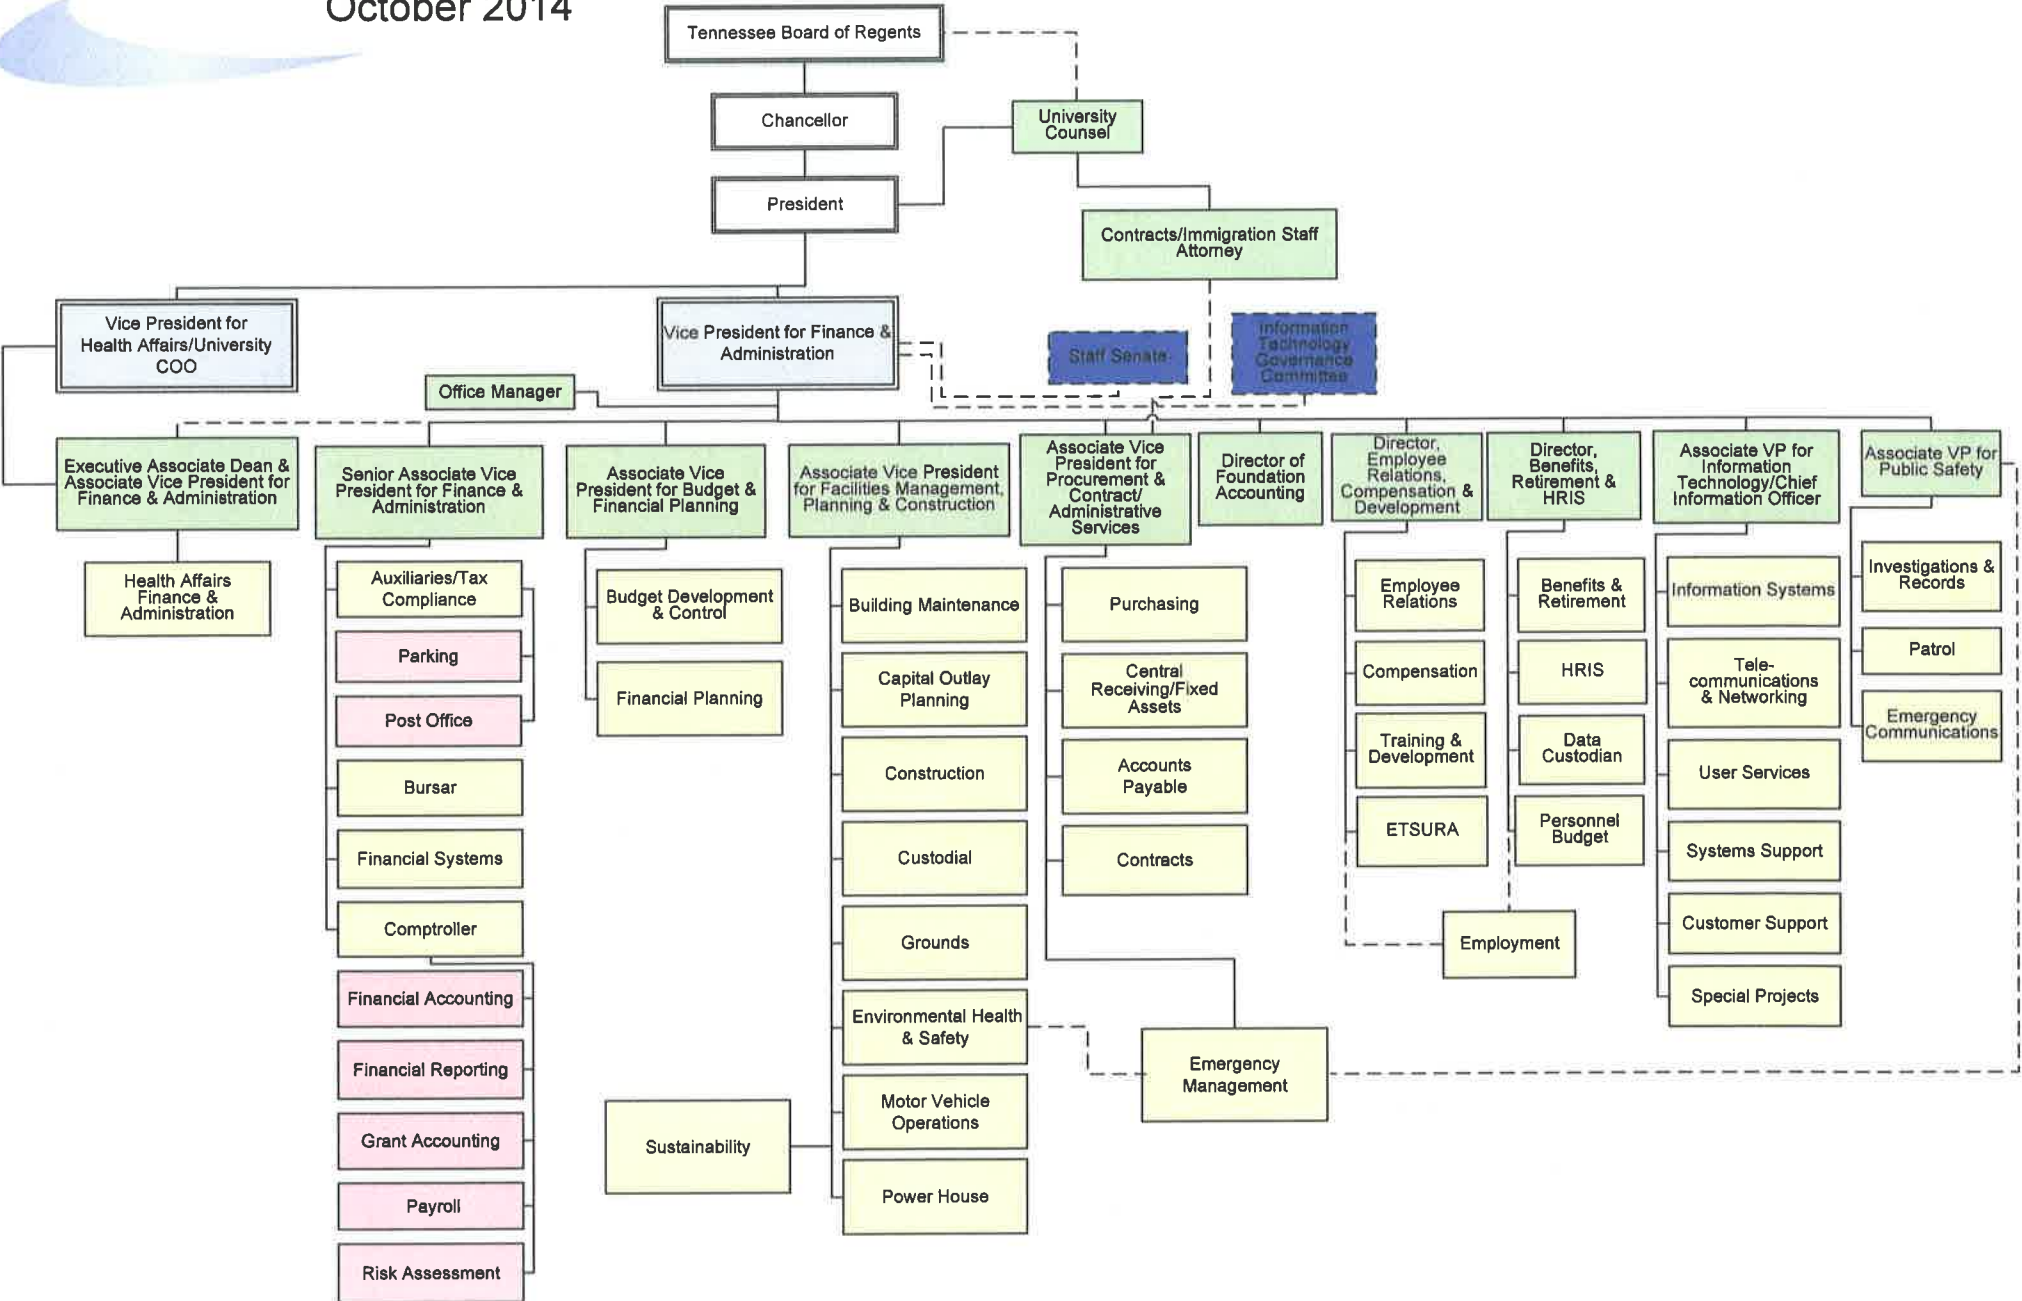 October 2014
Tennessee Board of Regents
Chancellor
University
Counsel
President
Contracts/Immigration Staff
Attorney
Vice President for
Health Affairs/University
COO
Vice President for Finance &
Administration
Staff Senate
Information
Technology
Governance
Committee
Office Manager
Executive Associate Dean &
Associate Vice President for
Finance & Administration
Senior Associate Vice
President for Finance &
Administration
Associate Vice
President for Budget &
Financial Planning
Associate Vice President
for Facilities Management,
Planning & Construction
Associate Vice
President for
Procurement &
Contract/
Administrative
Services
Director of
Foundation
Accounting
Director,
Employee
Relations,
Compensation &
Development
Director,
Benefits,
Retirement &
HRIS
Associate VP for
Information
Technology/Chief
Information Officer
Associate VP for
Public Safety
Health Affairs
Finance &
Administration
Auxiliaries/Tax
Compliance
Parking
Post Office
Bursar
Financial Systems
Comptroller
Financial Accounting
Financial Reporting
Grant Accounting
Payroll
Risk Assessment
Budget Development
& Control
Financial Planning
Sustainability
Building Maintenance
Capital Outlay
Planning
Construction
Custodial
Grounds
Environmental Health
& Safety
Motor Vehicle
Operations
Power House
Purchasing
Central
Receiving/Fixed
Assets
Accounts
Payable
Contracts
Emergency
Management
Employee
Relations
Compensation
Training &
Development
ETSURA
Benefits &
Retirement
HRIS
Data
Custodian
Personnel
Budget
Employment
Information Systems
Tele-
communications
& Networking
User Services
Systems Support
Customer Support
Special Projects
Investigations &
Records
Patrol
Emergency
Communications